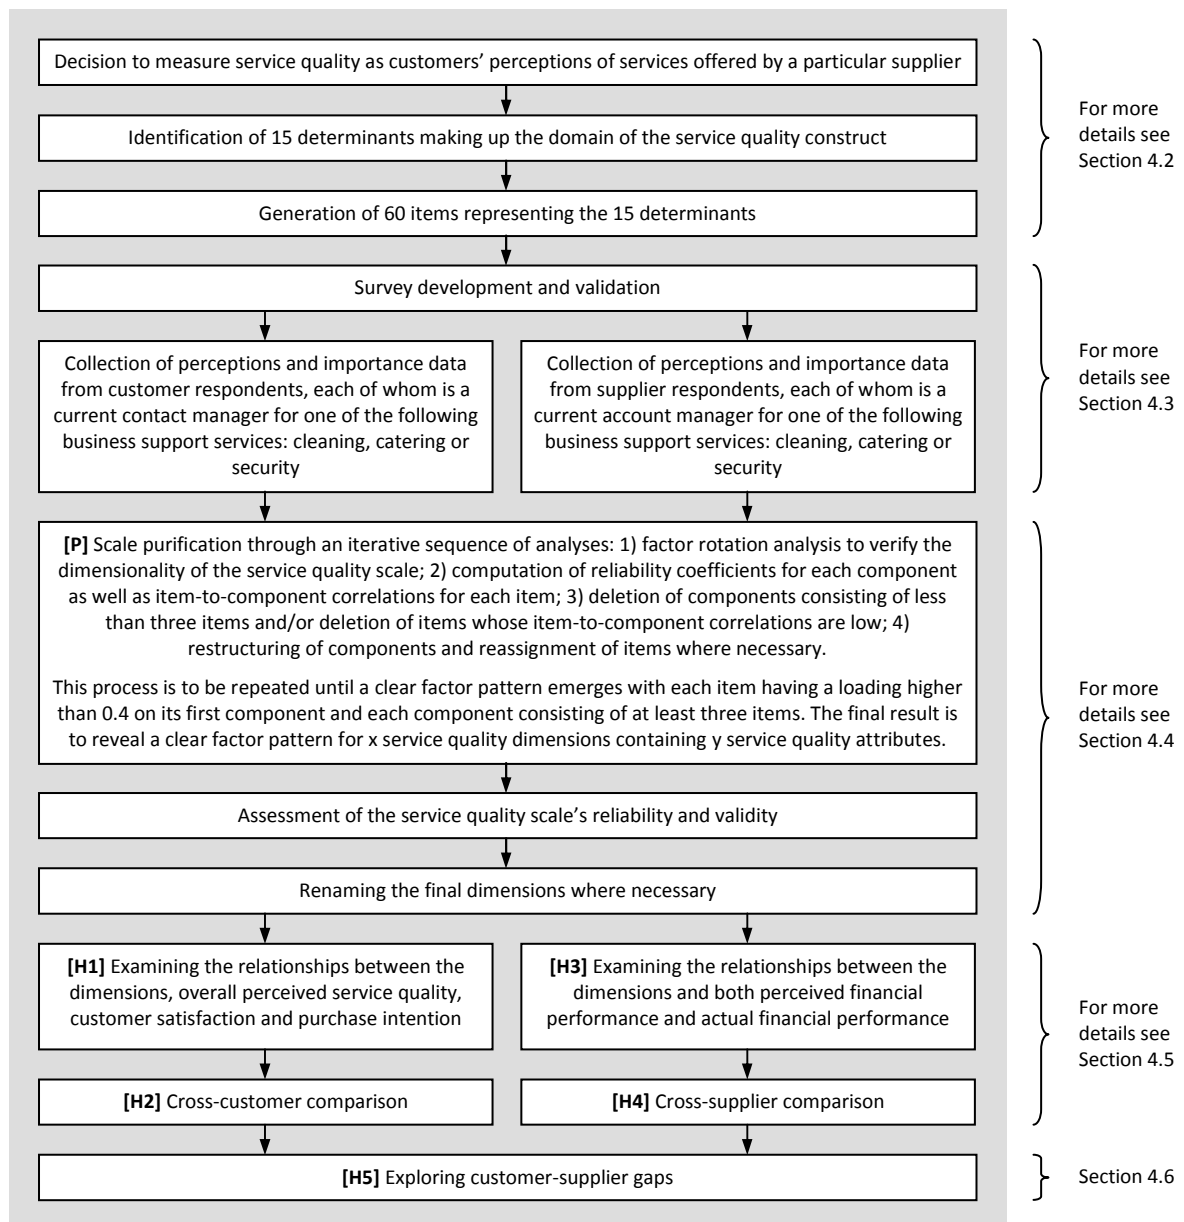 Decision to measure service quality as customers’ perceptions of services offered by a particular supplier
Identification of 15 determinants making up the domain of the service quality construct
Generation of 60 items representing the 15 determinants
For more
details see
Section 4.2
Survey development and validation
Collection of perceptions and importance data
from customer respondents, each of whom is a
current contact manager for one of the following
business support services: cleaning, catering or
security
Collection of perceptions and importance data
from supplier respondents, each of whom is a
current account manager for one of the following
business support services: cleaning, catering or
security
For more
details see
Section 4.3
[P] Scale purification through an iterative sequence of analyses: 1) factor rotation analysis to verify the
dimensionality of the service quality scale; 2) computation of reliability coefficients for each component
as well as item-to-component correlations for each item; 3) deletion of components consisting of less
than three items and/or deletion of items whose item-to-component correlations are low; 4)
restructuring of components and reassignment of items where necessary.
This process is to be repeated until a clear factor pattern emerges with each item having a loading higher
than 0.4 on its first component and each component consisting of at least three items. The final result is
to reveal a clear factor pattern for x service quality dimensions containing y service quality attributes.
Assessment of the service quality scale’s reliability and validity
Renaming the final dimensions where necessary
For more
details see
Section 4.4
[H1] Examining the relationships between the
dimensions, overall perceived service quality,
customer satisfaction and purchase intention
[H3] Examining the relationships between the
dimensions and both perceived financial
performance and actual financial performance
[H2] Cross-customer comparison
[H4] Cross-supplier comparison
For more
details see
Section 4.5
[H5] Exploring customer-supplier gaps
Section 4.6